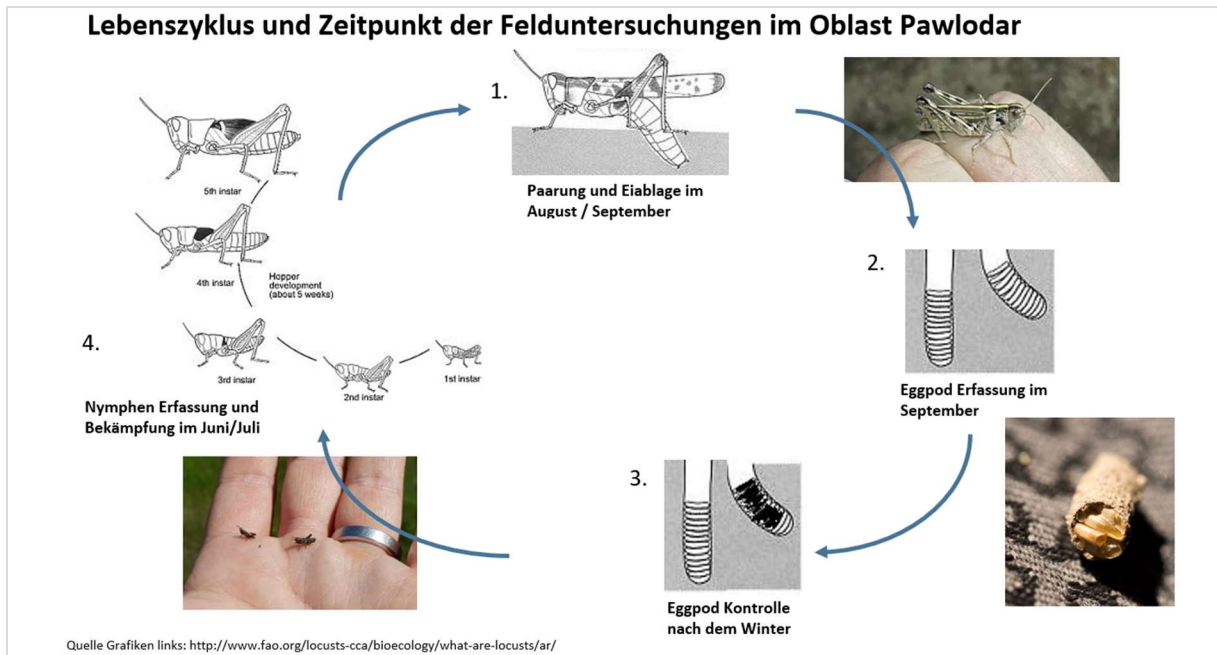 Lebenszyklus und Zeitpunkt der Felduntersuchungen im Oblast Pawlodar
1.
Paarung und Eiablage im
August / September
2.
Eggpod Erfassung im
September
3.
Eggpod Kontrolle
nach dem Winter
4.
Nymphen Erfassung und
Bekämpfung im Juni/Juli
5th instar
4th instar
Hopper
development
(about 5 weeks)
3rd instar
2nd instar
1st instar
Quelle Grafiken links: http://www.fao.org/locusts-cca/bioecology/what-are-locusts/ar/